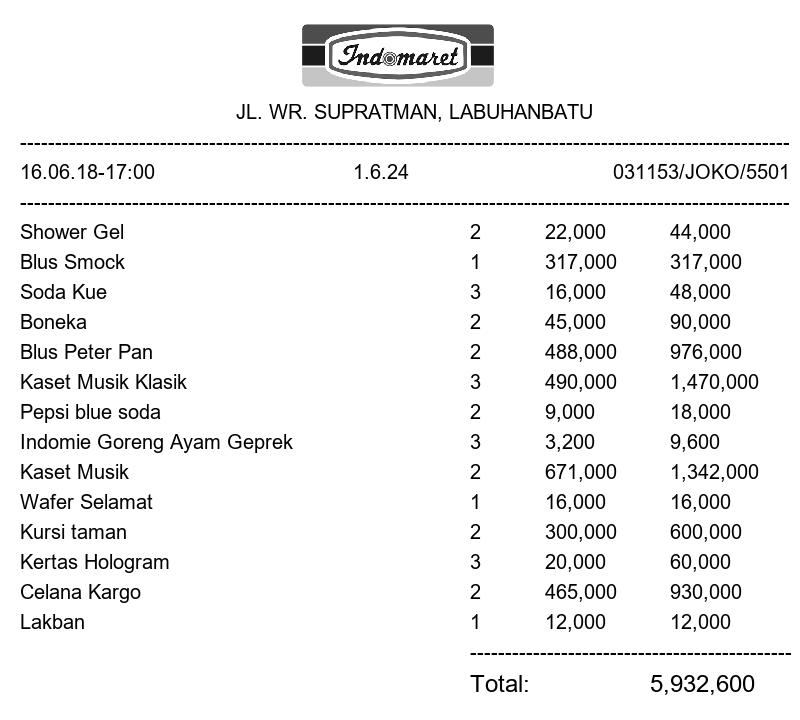 Indomaret
JL. WR. SUPRATMAN, LABUHANBATU
16.06.18-17:00 1.6.24 031153/JOKO/5501
Shower Gel 2 22,000 44,000
Blus Smock 1 317,000 317,000
Soda Kue 3 16,000 48,000
Boneka 2 45,000 90,000
Blus Peter Pan 2 488,000 976,000
Kaset Musik Klasik 3 490,000 1,470,000
Pepsi blue soda 2 9,000 18,000
Indomie Goreng Ayam Geprek 3 3,200 9,600
Kaset Musik 2 671,000 1,342,000
Wafer Selamat 1 16,000 16,000
Kursi taman 2 300,000 600,000
Kertas Hologram 3 20,000 60,000
Celana Kargo 2 465,000 930,000
Lakban 1 12,000 12,000
Total: 5,932,600